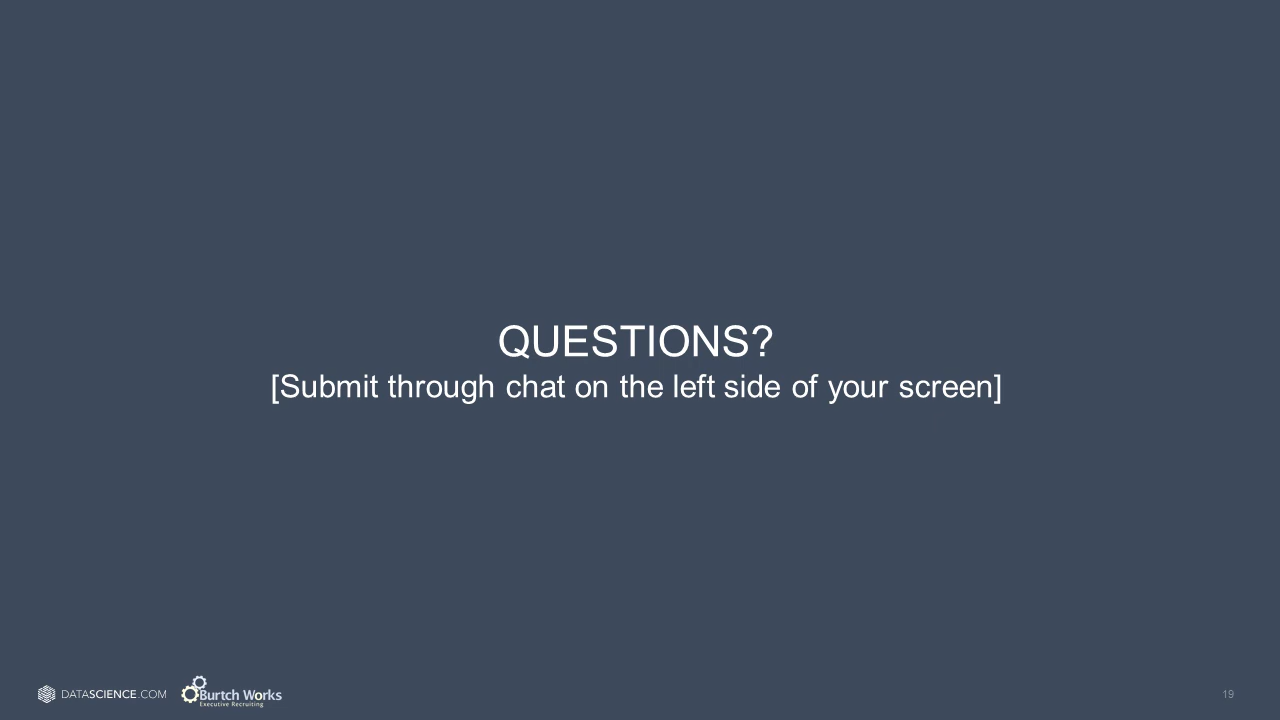 QUESTIONS?
[Submit through chat on the left side of your screen]
DATASCIENCE.COM
Burtch Works
Executive Recruiting
19